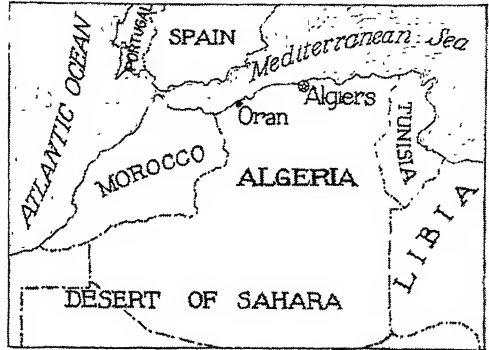 PORTUGAL
SPAIN
Mediterranean Sea
ATLANTIC OCEAN
Algiers
Oran
TUNISIA
MOROCCO
ALGERIA
LIBIA
DESERT OF SAHARA